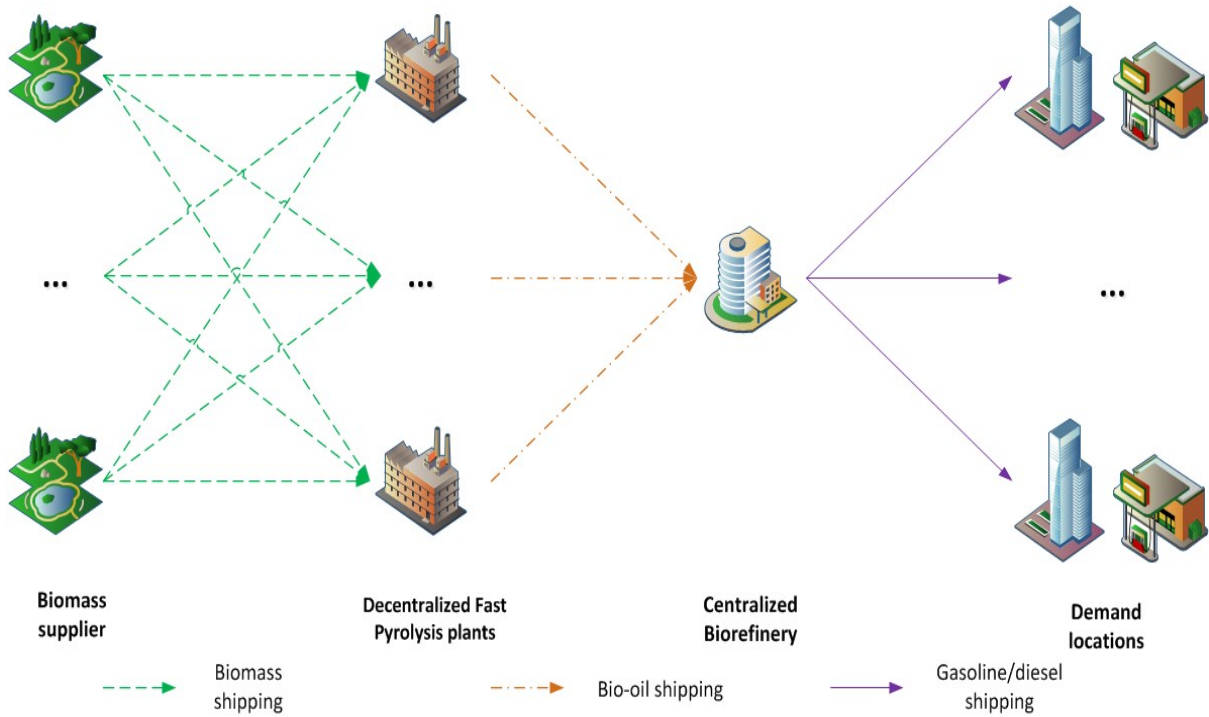 ...
...
...
Biomass
supplier
Decentralized Fast
Pyrolysis plants
Centralized
Biorefinery
Demand
locations
Biomass
shipping
Bio-oil shipping
Gasoline/diesel
shipping